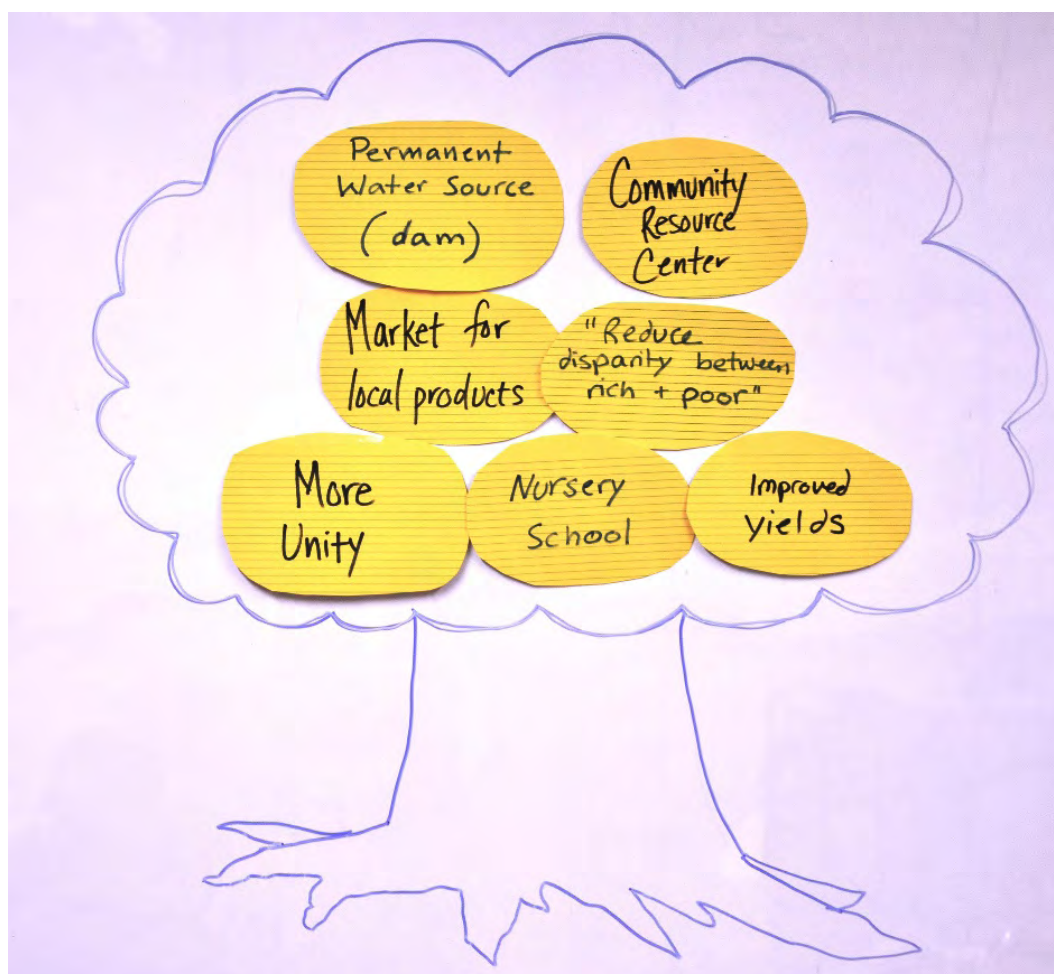 Permanent
Water Source
(dam)
Community
Resource
Center
Market for
local products
"Reduce
disparity between
rich + poor"
More
Unity
Nursery
School
Improved
yields